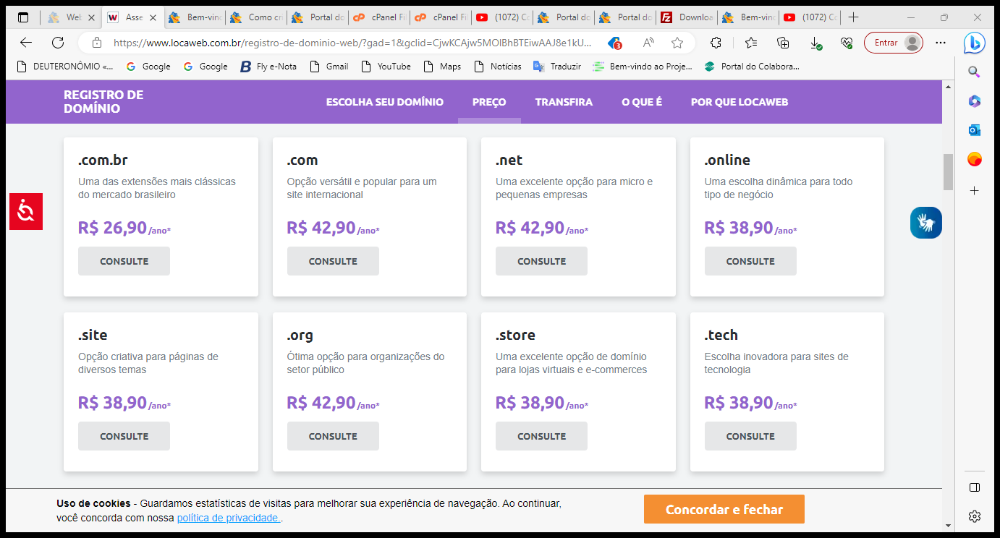 Web
Asse
Bem-vind
Como cri
Portal do
cPanel Fi
cPanel Fi
(1072) Co
Portal do
Portal do
Downloa
Bem-vind
(1072) Co
https://www.locaweb.com.br/registro-de-dominio-web/?gad=1&gclid=CjwKCAjw5MOIBhBTEiwAAJ8e1kU...
3
Entrar
DEUTERONÔMIO «...
Google
Google
Fly e-Nota
Gmail
YouTube
Maps
Notícias
Traduzir
Bem-vindo ao Proje...
Portal do Colabora...
REGISTRO DE
DOMÍNIO
ESCOLHA SEU DOMÍNIO
PREÇO
TRANSFIRA
O QUE É
POR QUE LOCAWEB
.com.br
Uma das extensões mais clássicas
do mercado brasileiro
R$ 26,90/ano*
CONSULTE
.com
Opção versátil e popular para um
site internacional
R$ 42,90/ano*
CONSULTE
.net
Uma excelente opção para micro e
pequenas empresas
R$ 42,90/ano*
CONSULTE
.online
Uma escolha dinâmica para todo
tipo de negócio
R$ 38,90/ano*
CONSULTE
.site
Opção criativa para páginas de
diversos temas
R$ 38,90/ano*
CONSULTE
.org
Ótima opção para organizações do
setor público
R$ 42,90/ano*
CONSULTE
.store
Uma excelente opção de domínio
para lojas virtuais e e-commerces
R$ 38,90/ano*
CONSULTE
.tech
Escolha inovadora para sites de
tecnologia
R$ 38,90/ano*
CONSULTE
Uso de cookies - Guardamos estatísticas de visitas para melhorar sua experiência de navegação. Ao continuar,
você concorda com nossa política de privacidade..
Concordar e fechar